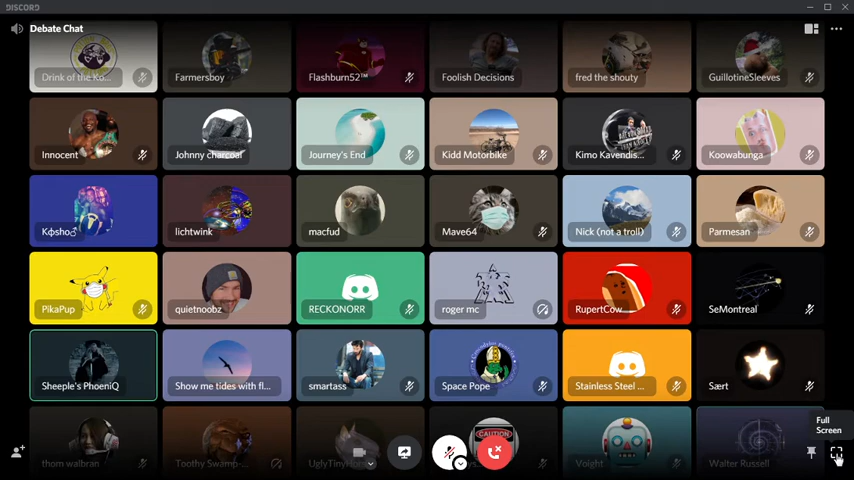 DISCORD
Debate Chat
Drink of the Ko...
Farmersboy
Flashburn52™
Foolish Decisions
fred the shouty
GuillotineSleeves
Innocent
Johnny charcoal
Journey's End
Kidd Motorbike
Kimo Kavendis...
Koowabunga
Kφsho♂
lichtwink
macfud
Mave64
Nick (not a troll)
Parmesan
PikaPup
quietnoobz
RECKONORR
roger mc
RupertCow
SeMontreal
Sheeple's PhoeniQ
Show me tides with fl...
smartass
Space Pope
Stainless Steel ...
Sært
CAUTION
Full
Screen
thom walbran
Toothy Swamp-...
Voight
Walter Russell